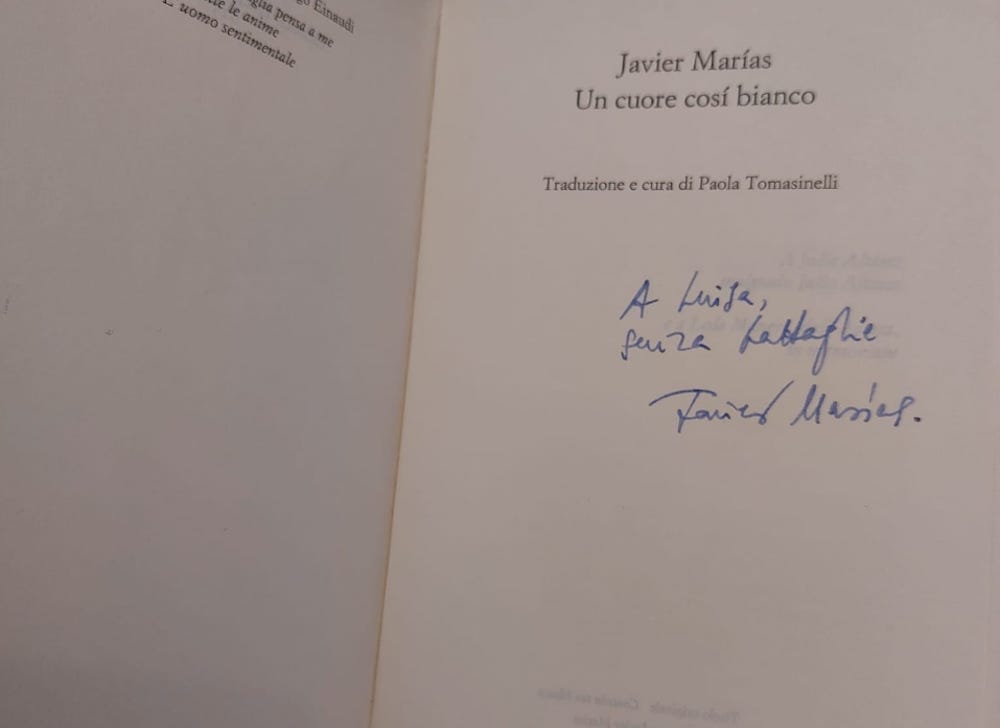 Einaudi
pensa a me
le anime
L'uomo sentimentale
Javier Marías
Un cuore cosí bianco
Traduzione e cura di Paola Tomasinelli
A Luisa,
senza battaglie
Javier Marías.